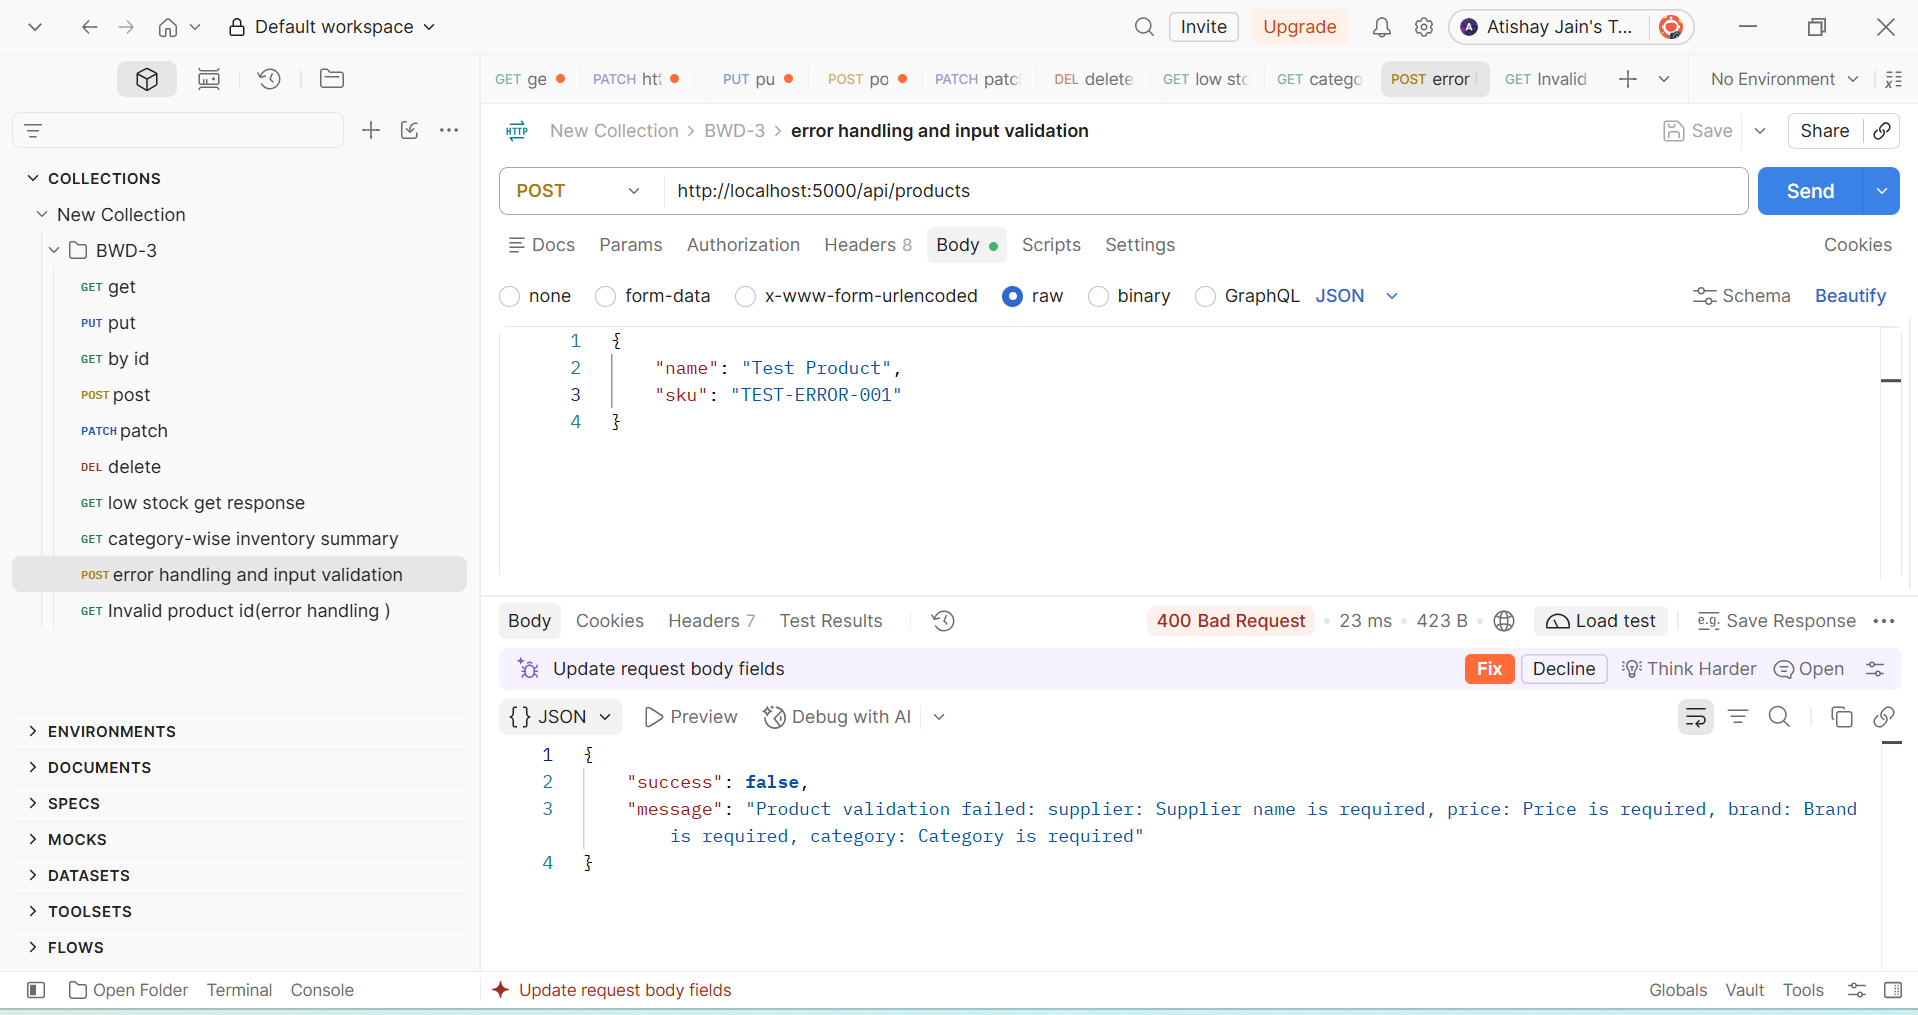 Default workspace
Invite
Upgrade
A Atishay Jain's T...
GET ge
PATCH htt
PUT pu
POST po
PATCH patc
DEL delete
GET low sto
GET catego
POST error
GET Invalid
No Environment
HTTP New Collection > BWD-3 > error handling and input validation
Save
Share
COLLECTIONS
New Collection
BWD-3
GET get
PUT put
GET by id
POST post
PATCH patch
DEL delete
GET low stock get response
GET category-wise inventory summary
POST error handling and input validation
GET Invalid product id(error handling )
ENVIRONMENTS
DOCUMENTS
SPECS
MOCKS
DATASETS
TOOLSETS
FLOWS
POST http://localhost:5000/api/products
Send
Docs Params Authorization Headers 8 Body Scripts Settings Cookies
none form-data x-www-form-urlencoded raw binary GraphQL JSON Schema Beautify
1 {
2 "name": "Test Product",
3 "sku": "TEST-ERROR-001"
4 }
Body Cookies Headers 7 Test Results 400 Bad Request • 23 ms • 423 B • Load test e.g. Save Response
Update request body fields Fix Decline Think Harder Open
{} JSON Preview Debug with AI
1 {
2 "success": false,
3 "message": "Product validation failed: supplier: Supplier name is required, price: Price is required, brand: Brand
is required, category: Category is required"
4 }
Open Folder Terminal Console Update request body fields Globals Vault Tools